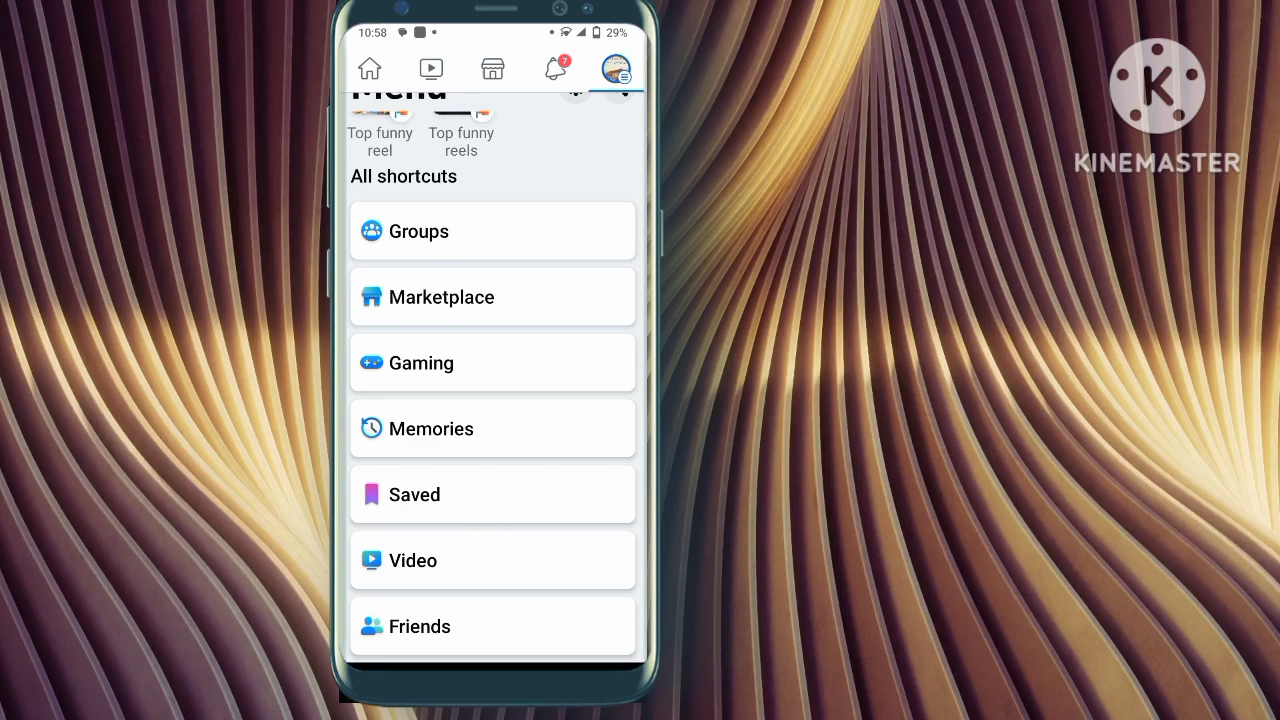 10:58
29%
7
Menu
Top funny
reel
Top funny
reels
All shortcuts
Groups
Marketplace
Gaming
Memories
Saved
Video
Friends
K
KINEMASTER